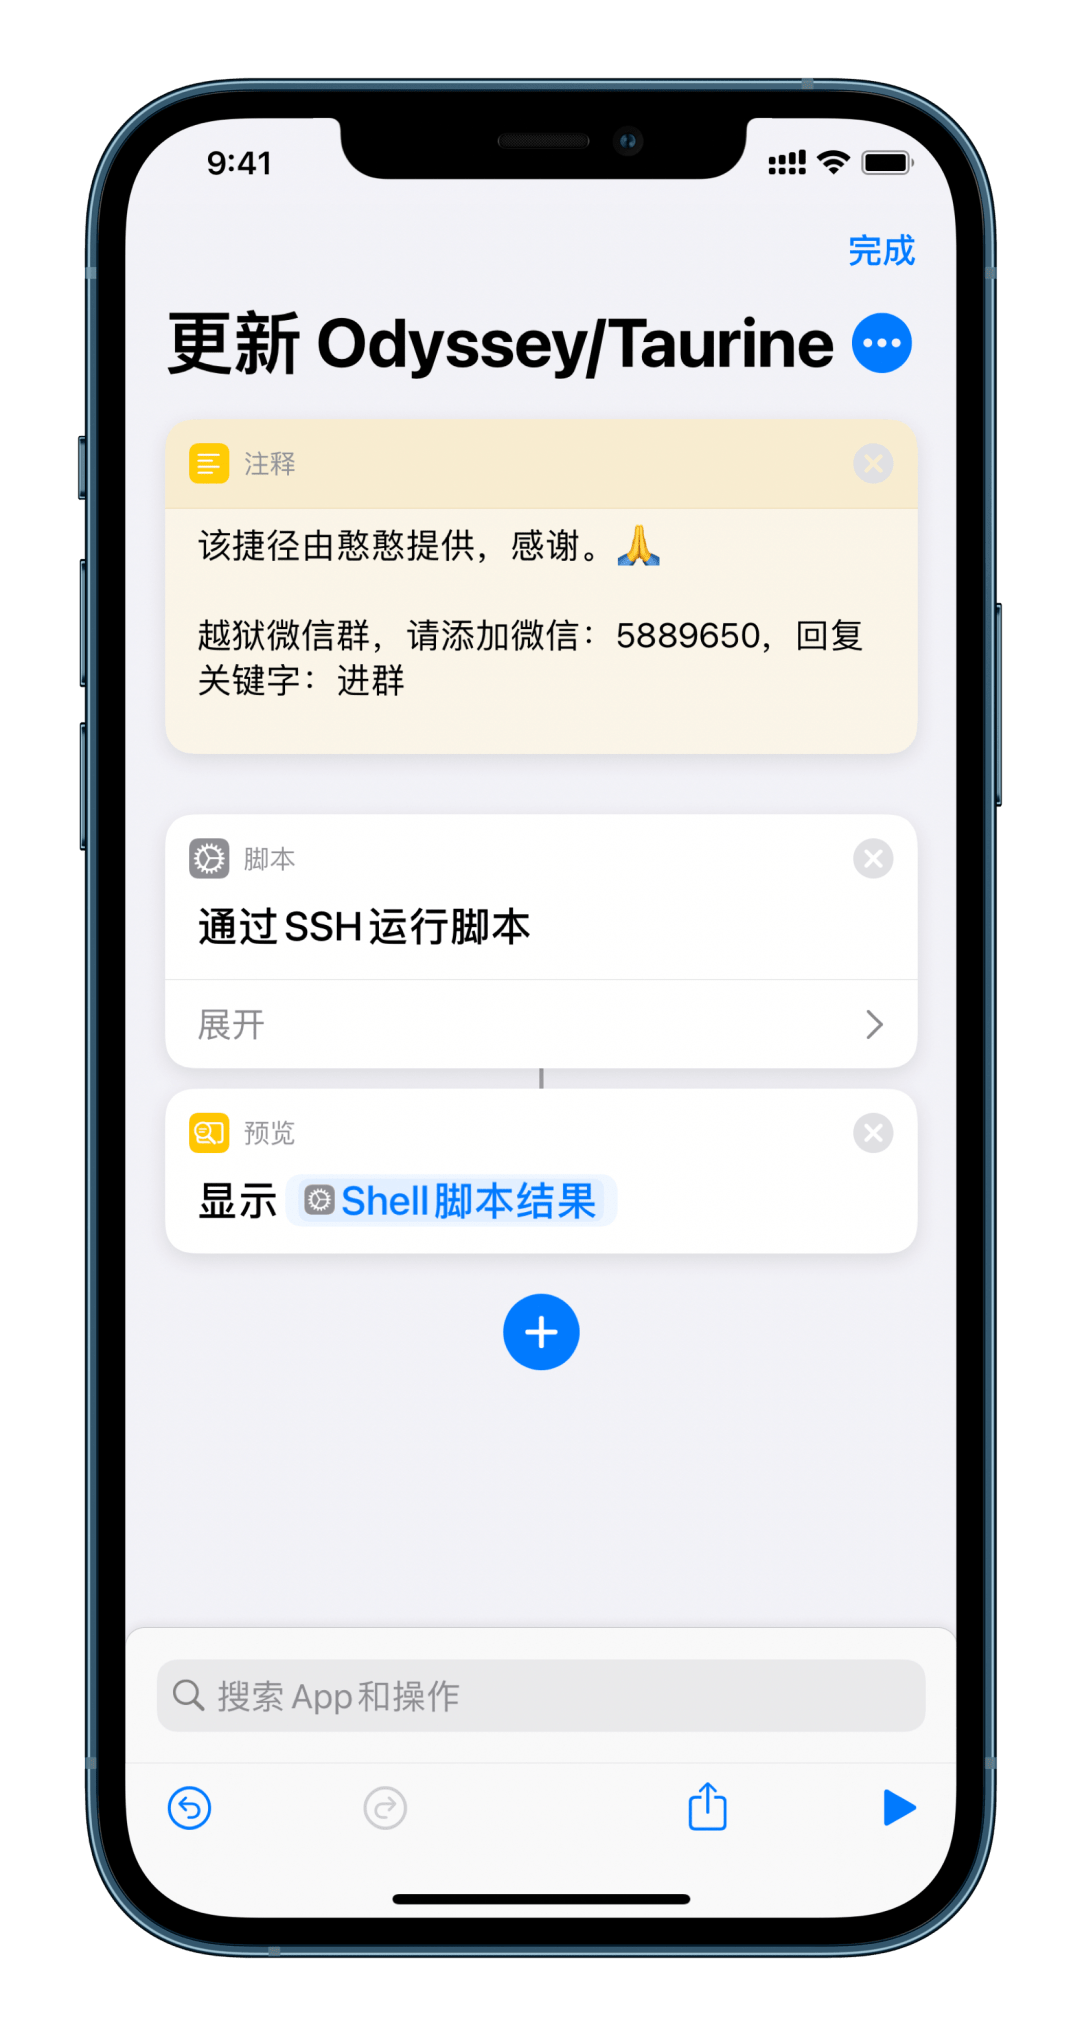 9:41
完成
更新 Odyssey/Taurine
注释
该捷径由憨憨提供，感谢。🙏
越狱微信群，请添加微信：5889650，回复
关键字：进群
脚本
通过SSH运行脚本
展开
预览
显示 Shell脚本结果
搜索 App和操作